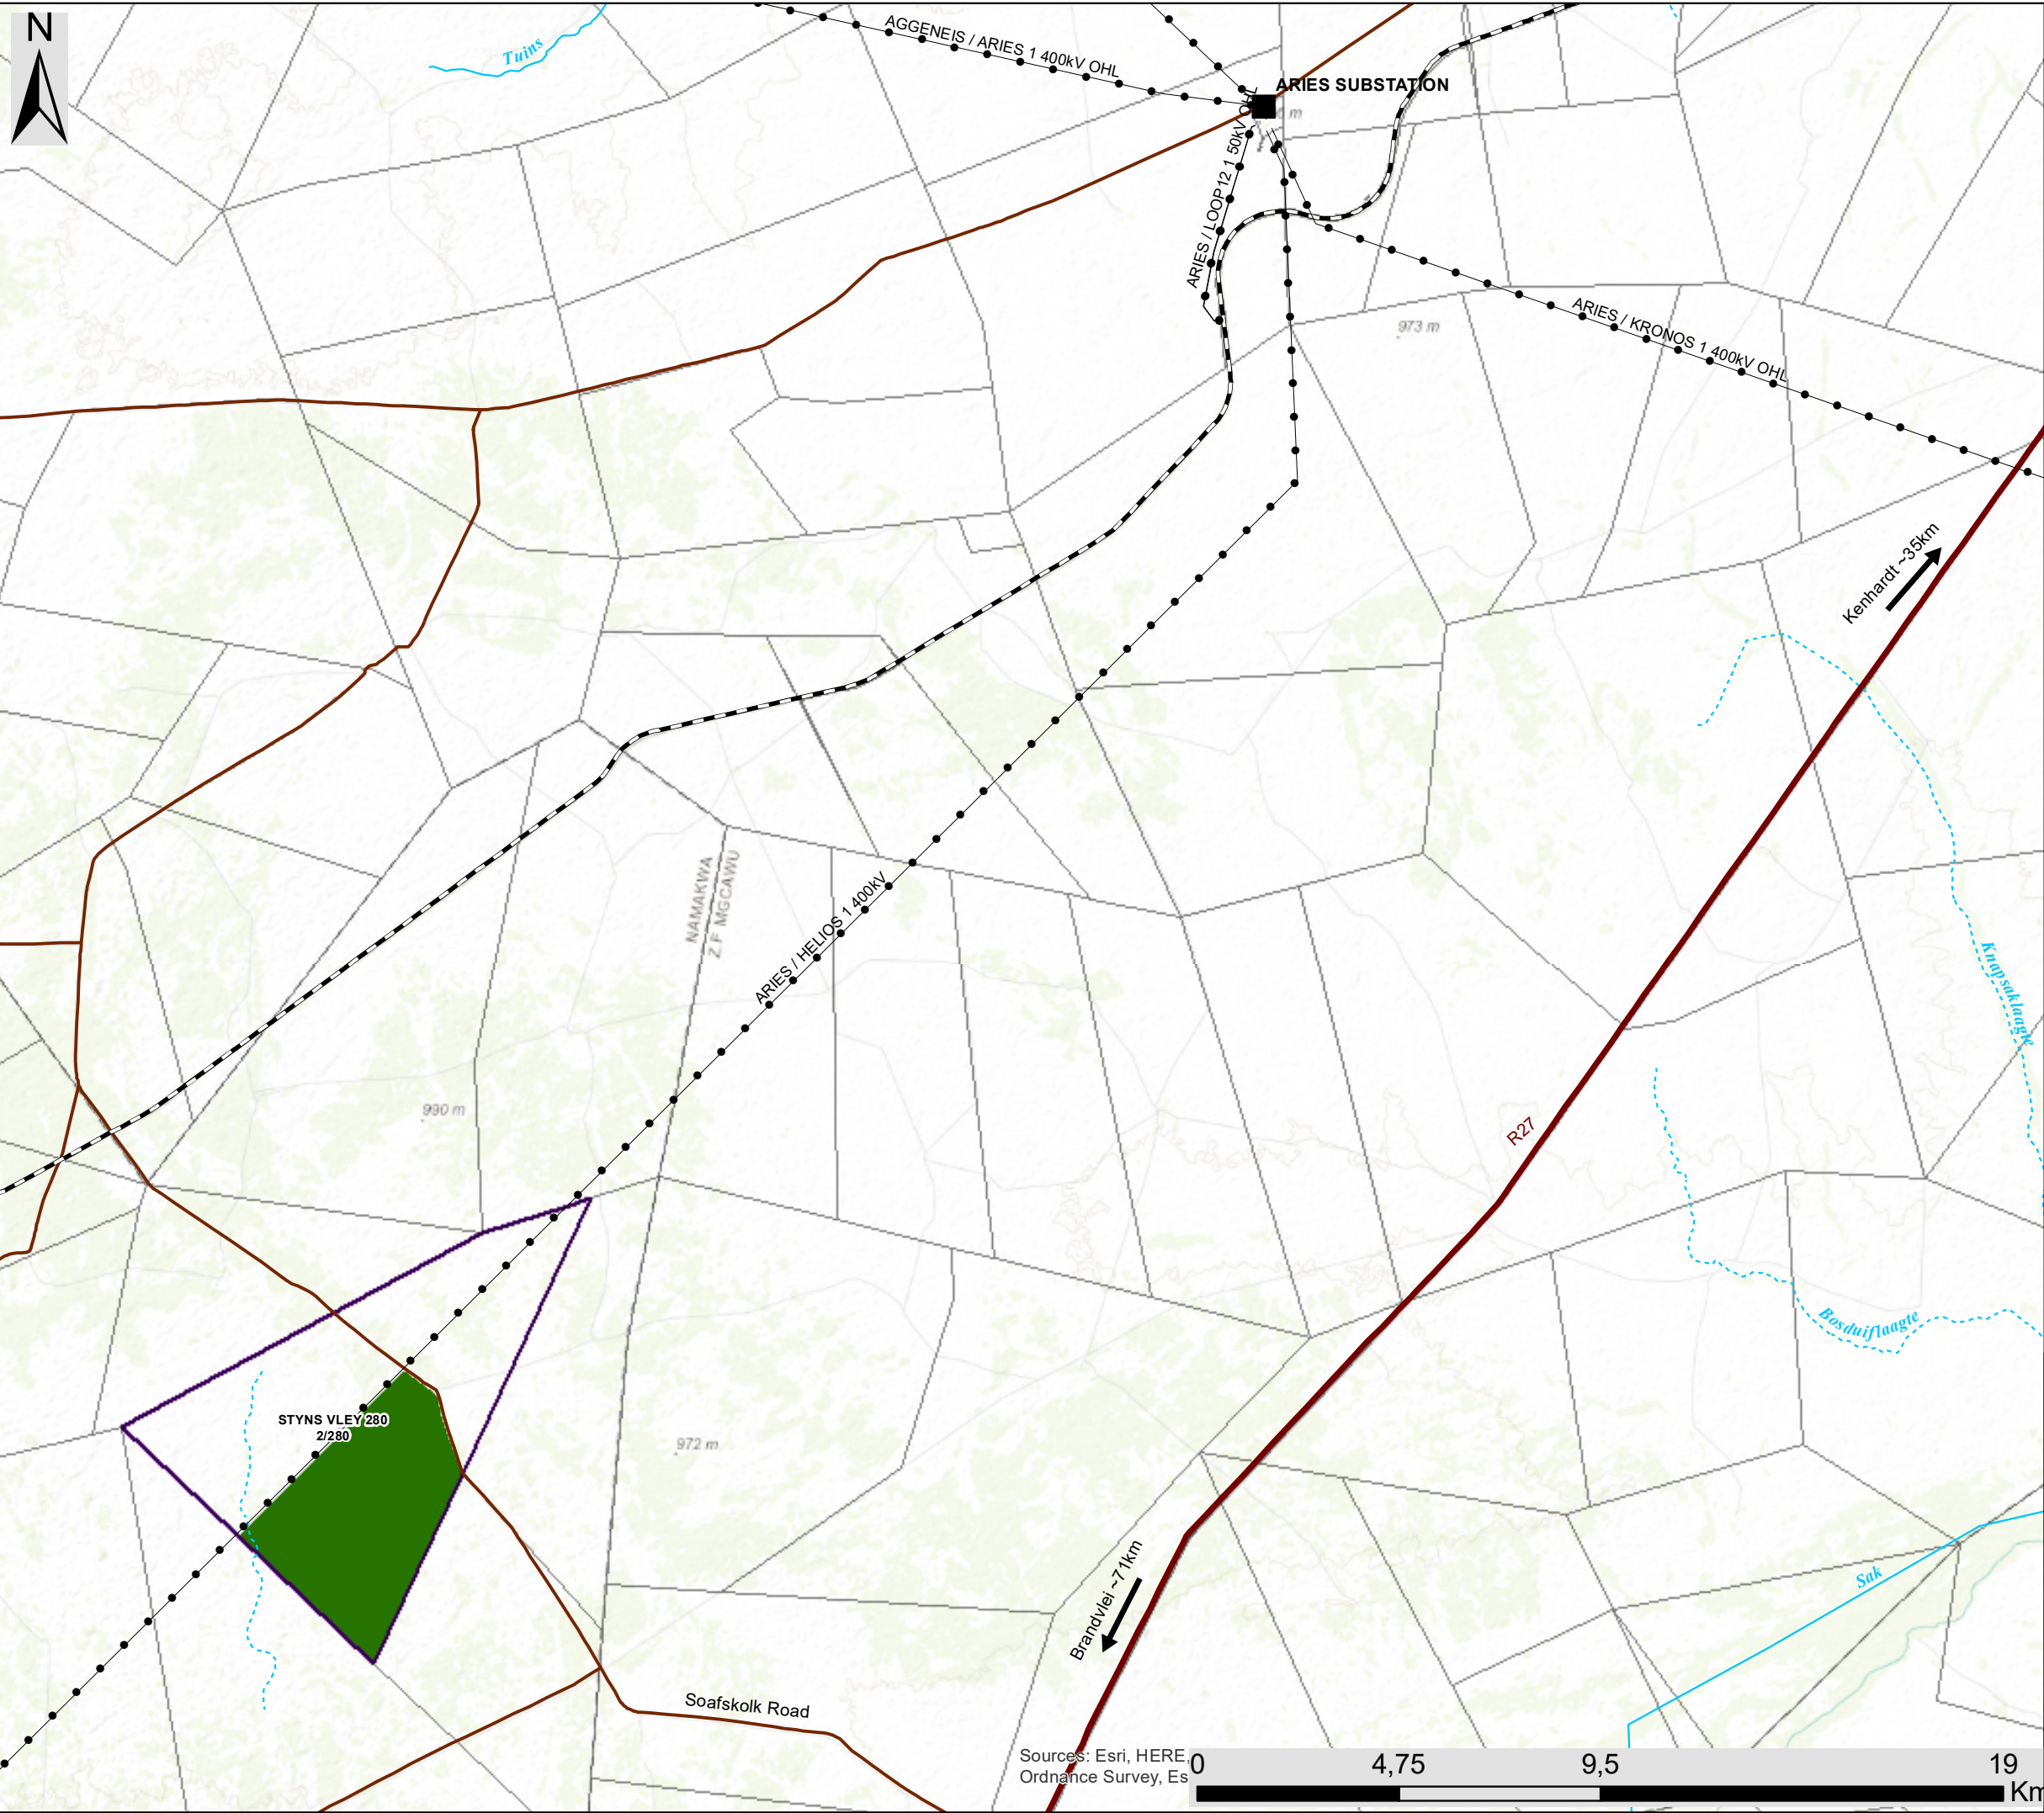 N
Tuins
AGGENEIS / ARIES 1 400kV OHL
ARIES SUBSTATION
m
ARIES / LOOP12 1 50kV OHL
973 m
ARIES / KRONOS 1 400kV OHL
Kenhardt ~35km
NAMAKWA
Z F MGCAWU
ARIES / HELIOS 1 400kV
Knapsaklaagte
990 m
R27
Bosduiflaagte
STYNS VLEY 280
2/280
972 m
Brandvlei ~71km
Sak
Soafskolk Road
Sources: Esri, HERE,
Ordnance Survey, Es
0 4,75 9,5 19
Km